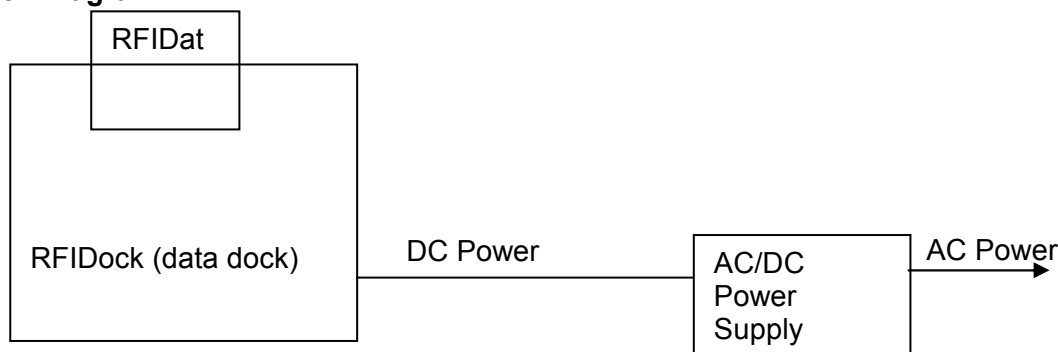 RFIDat
RFIDock (data dock)
DC Power
AC/DC
Power
Supply
AC Power